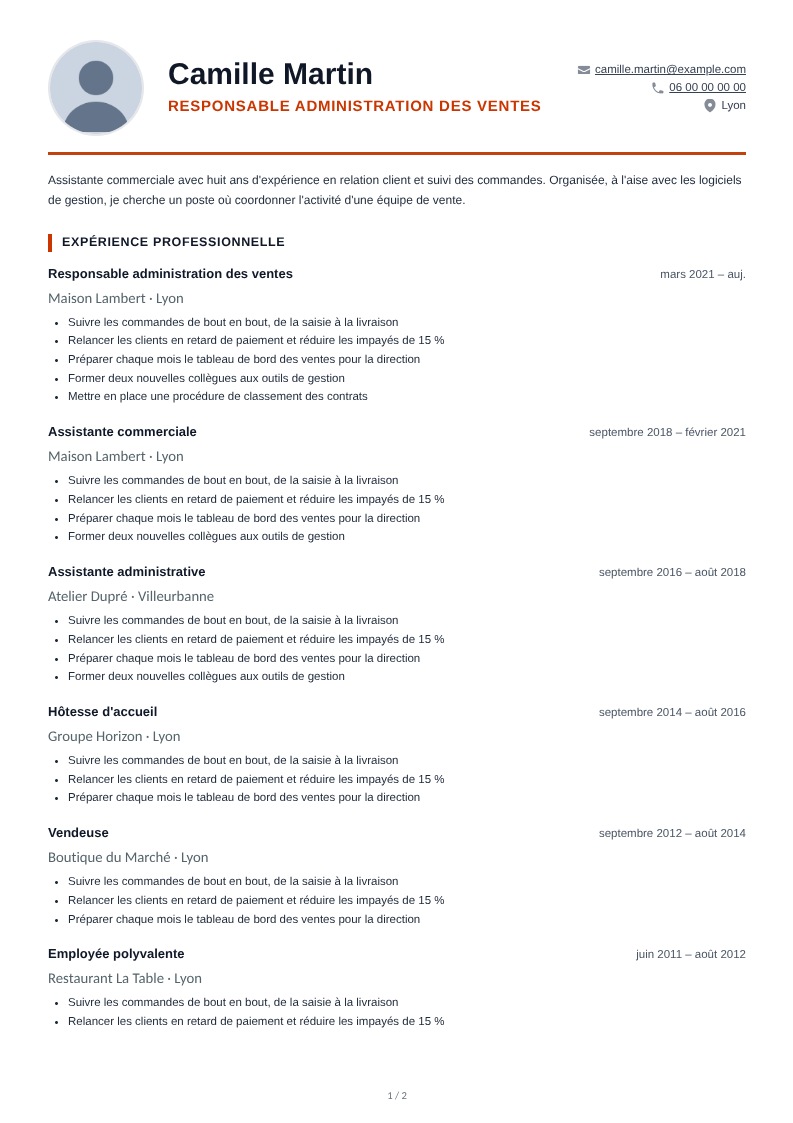 Camille Martin
RESPONSABLE ADMINISTRATION DES VENTES
camille.martin@example.com
06 00 00 00 00
Lyon
Assistante commerciale avec huit ans d'expérience en relation client et suivi des commandes. Organisée, à l'aise avec les logiciels
de gestion, je cherche un poste où coordonner l'activité d'une équipe de vente.
EXPÉRIENCE PROFESSIONNELLE
Responsable administration des ventes mars 2021 – auj.
Maison Lambert · Lyon
• Suivre les commandes de bout en bout, de la saisie à la livraison
• Relancer les clients en retard de paiement et réduire les impayés de 15 %
• Préparer chaque mois le tableau de bord des ventes pour la direction
• Former deux nouvelles collègues aux outils de gestion
• Mettre en place une procédure de classement des contrats
Assistante commerciale septembre 2018 – février 2021
Maison Lambert · Lyon
• Suivre les commandes de bout en bout, de la saisie à la livraison
• Relancer les clients en retard de paiement et réduire les impayés de 15 %
• Préparer chaque mois le tableau de bord des ventes pour la direction
• Former deux nouvelles collègues aux outils de gestion
Assistante administrative septembre 2016 – août 2018
Atelier Dupré · Villeurbanne
• Suivre les commandes de bout en bout, de la saisie à la livraison
• Relancer les clients en retard de paiement et réduire les impayés de 15 %
• Préparer chaque mois le tableau de bord des ventes pour la direction
• Former deux nouvelles collègues aux outils de gestion
Hôtesse d'accueil septembre 2014 – août 2016
Groupe Horizon · Lyon
• Suivre les commandes de bout en bout, de la saisie à la livraison
• Relancer les clients en retard de paiement et réduire les impayés de 15 %
• Préparer chaque mois le tableau de bord des ventes pour la direction
Vendeuse septembre 2012 – août 2014
Boutique du Marché · Lyon
• Suivre les commandes de bout en bout, de la saisie à la livraison
• Relancer les clients en retard de paiement et réduire les impayés de 15 %
• Préparer chaque mois le tableau de bord des ventes pour la direction
Employée polyvalente juin 2011 – août 2012
Restaurant La Table · Lyon
• Suivre les commandes de bout en bout, de la saisie à la livraison
• Relancer les clients en retard de paiement et réduire les impayés de 15 %
1 / 2